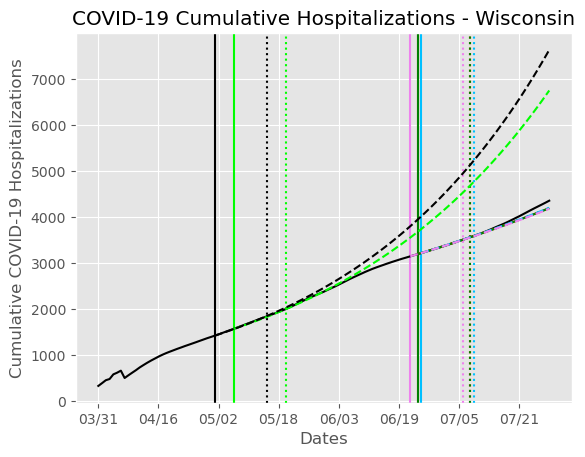 COVID-19 Cumulative Hospitalizations - Wisconsin
Cumulative COVID-19 Hospitalizations
7000
6000
5000
4000
3000
2000
1000
0
03/31 04/16 05/02 05/18 06/03 06/19 07/05 07/21
Dates